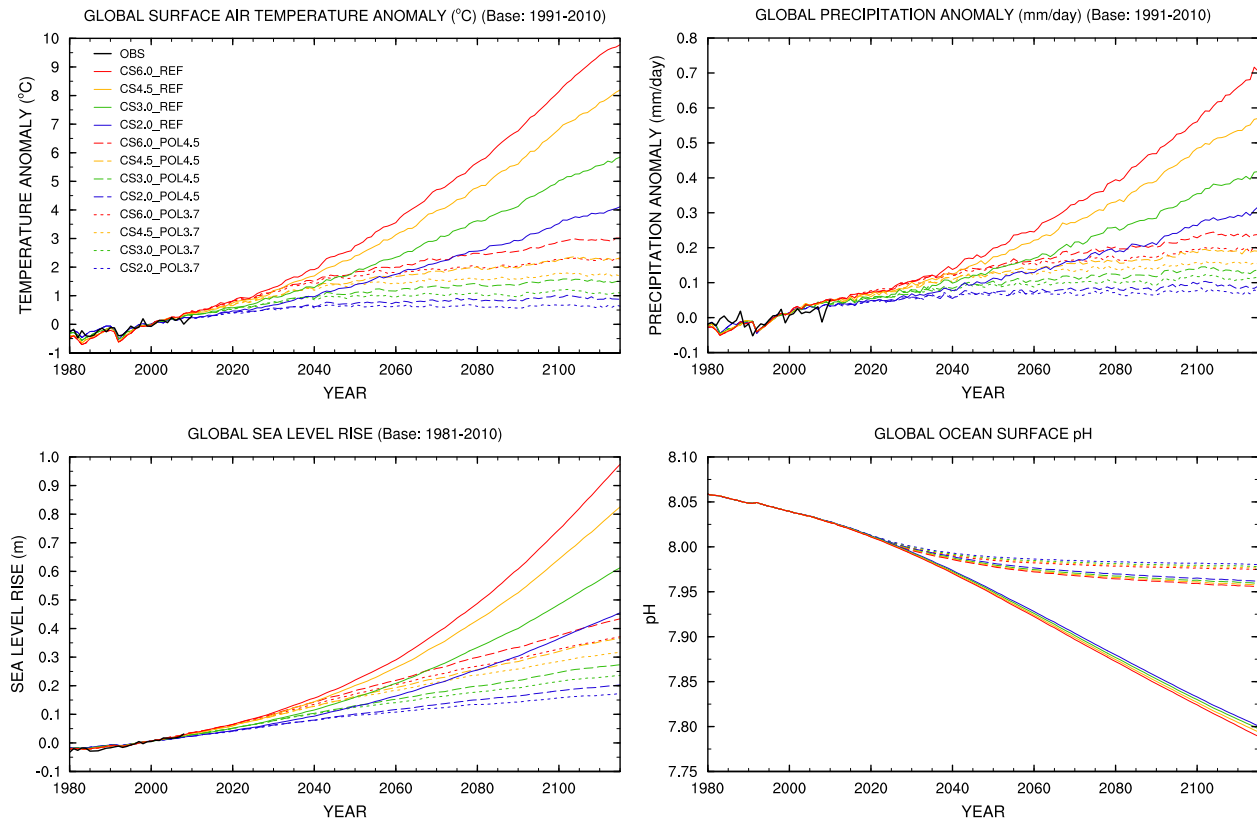 GLOBAL SURFACE AIR TEMPERATURE ANOMALY (°C) (Base: 1991-2010)
10
9
8
7
6
5
4
3
2
1
0
-1
TEMPERATURE ANOMALY (°C)
OBS
CS6.0_REF
CS4.5_REF
CS3.0_REF
CS2.0_REF
CS6.0_POL4.5
CS4.5_POL4.5
CS3.0_POL4.5
CS2.0_POL4.5
CS6.0_POL3.7
CS4.5_POL3.7
CS3.0_POL3.7
CS2.0_POL3.7
1980 2000 2020 2040 2060 2080 2100
YEAR
GLOBAL PRECIPITATION ANOMALY (mm/day) (Base: 1991-2010)
0.8
0.7
0.6
0.5
0.4
0.3
0.2
0.1
0.0
-0.1
PRECIPITATION ANOMALY (mm/day)
1980 2000 2020 2040 2060 2080 2100
YEAR
GLOBAL SEA LEVEL RISE (Base: 1981-2010)
1.0
0.9
0.8
0.7
0.6
0.5
0.4
0.3
0.2
0.1
0.0
-0.1
SEA LEVEL RISE (m)
1980 2000 2020 2040 2060 2080 2100
YEAR
GLOBAL OCEAN SURFACE pH
8.10
8.05
8.00
7.95
7.90
7.85
7.80
7.75
pH
1980 2000 2020 2040 2060 2080 2100
YEAR